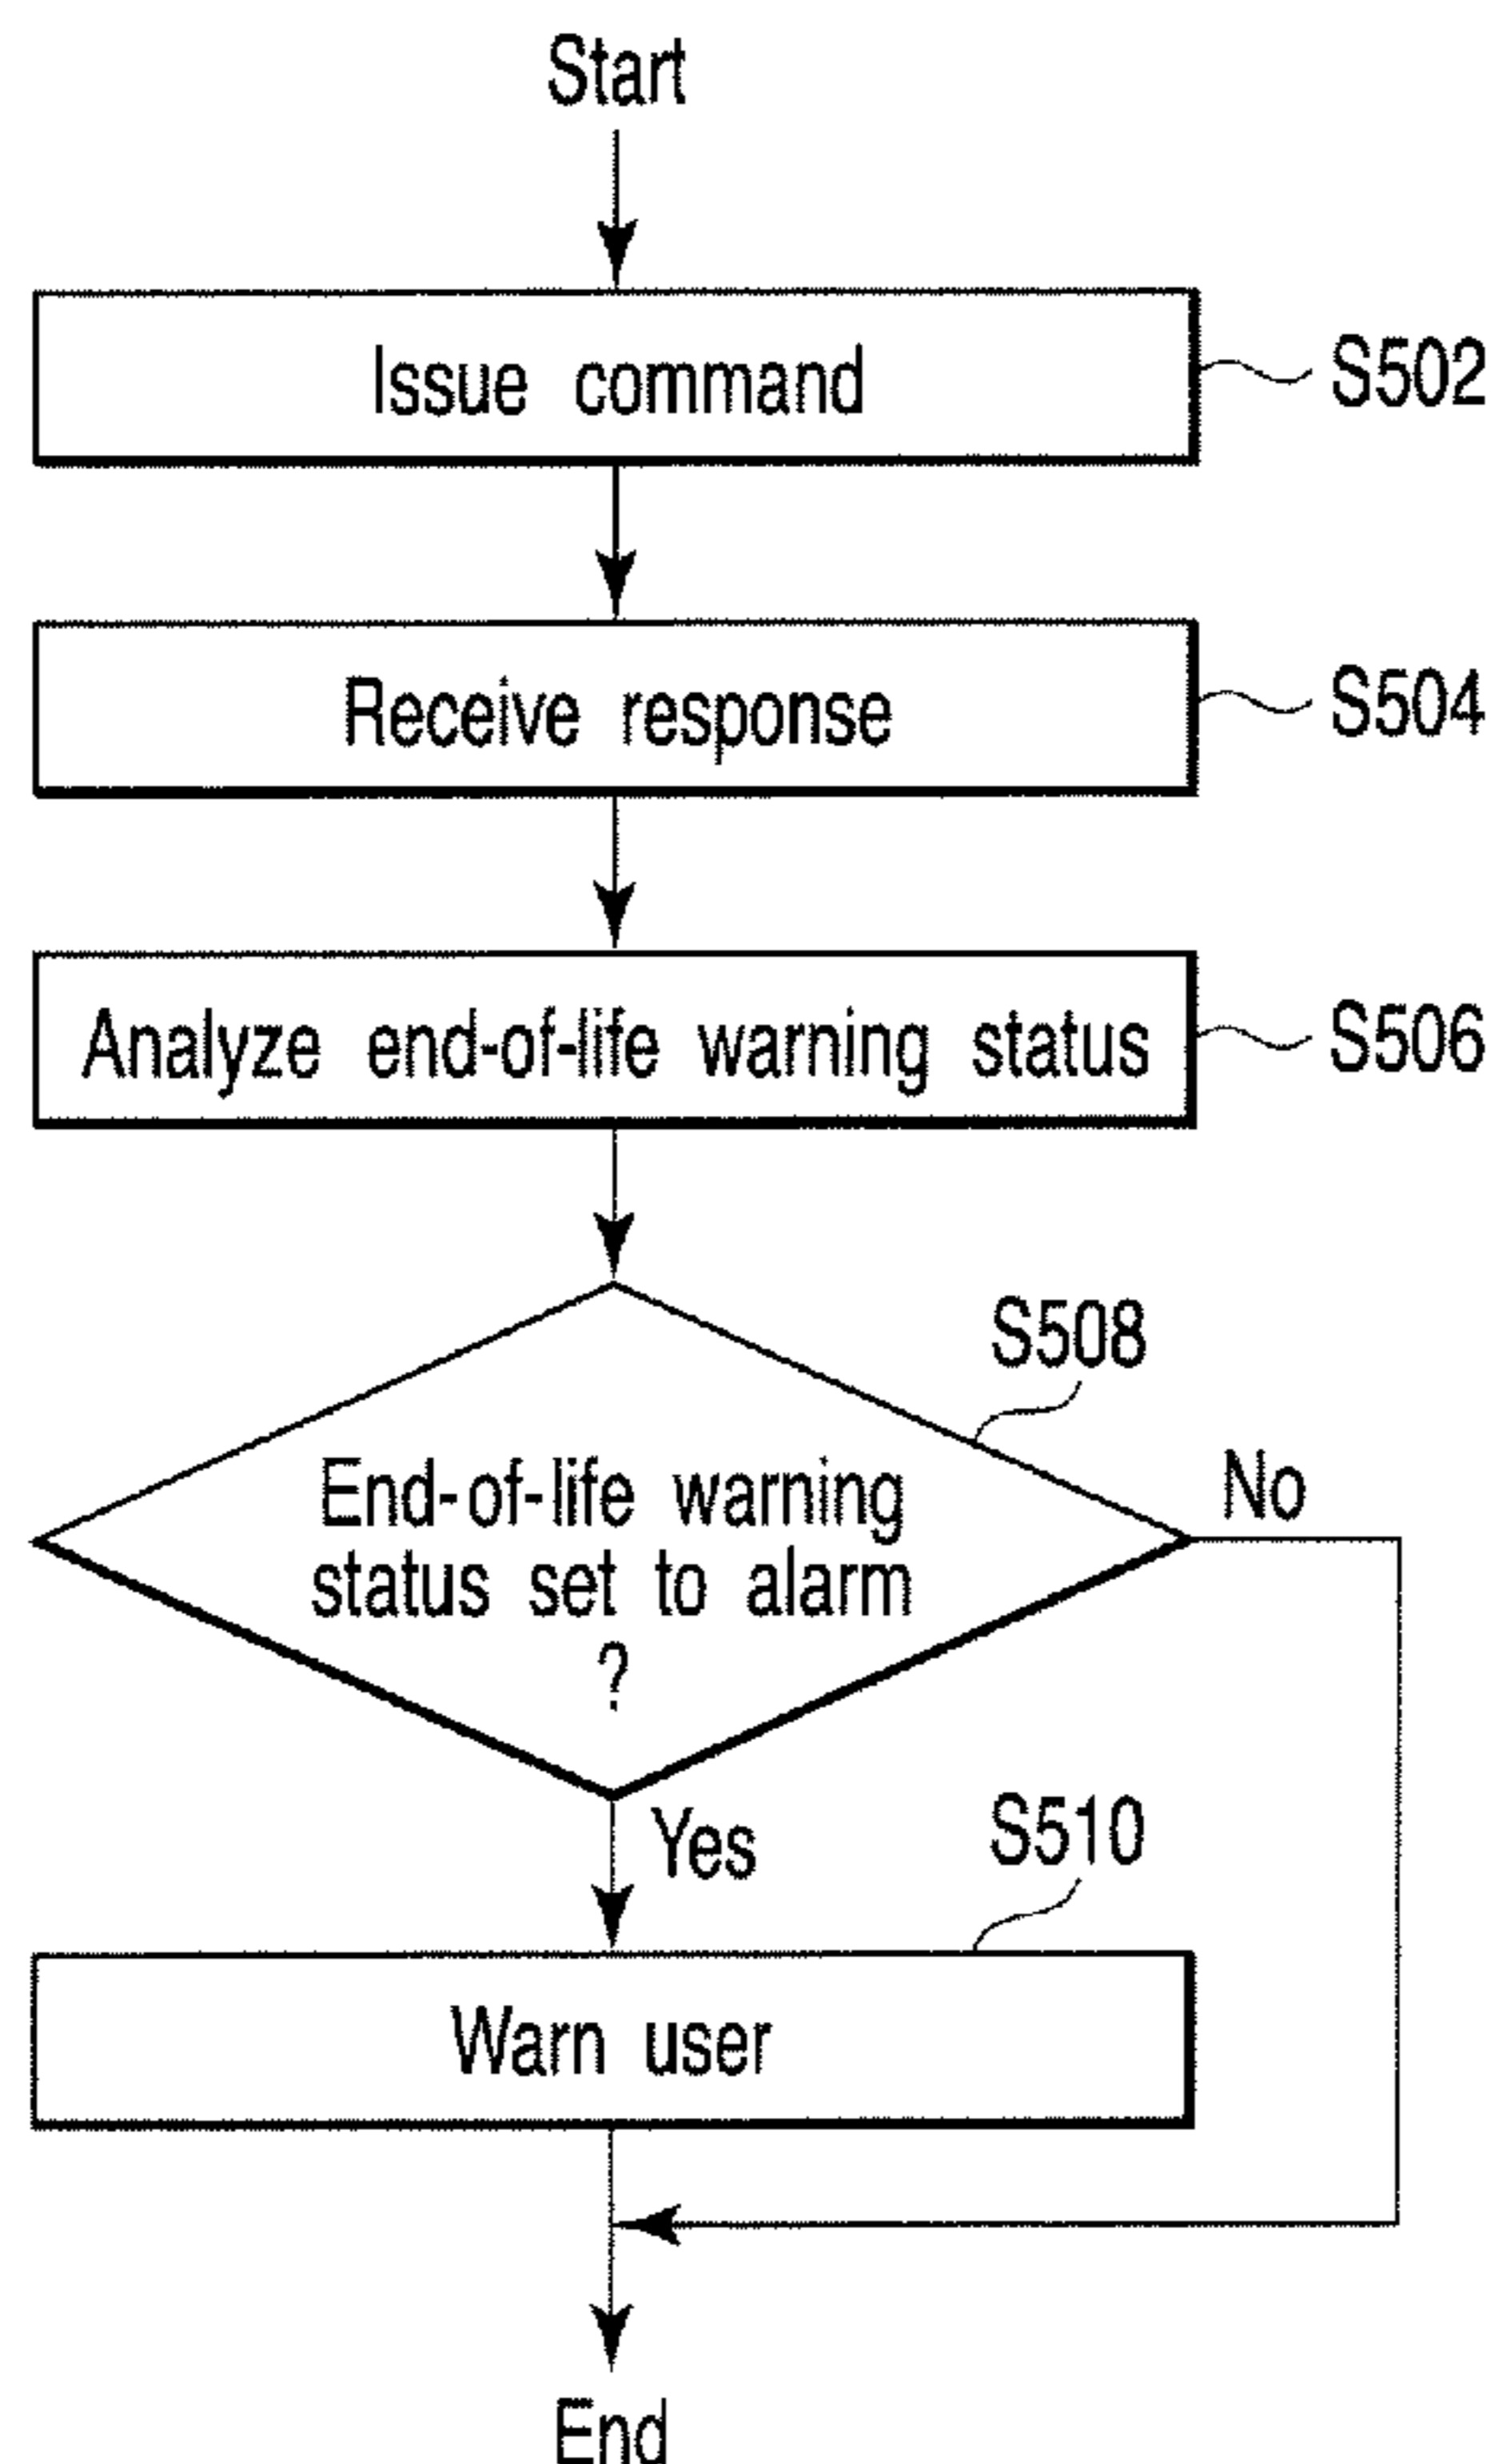 Start
Issue command
S502
Receive response
S504
Analyze end-of-life warning status
S506
S508
End-of-life warning
status set to alarm
?
No
Yes
S510
Warn user
End